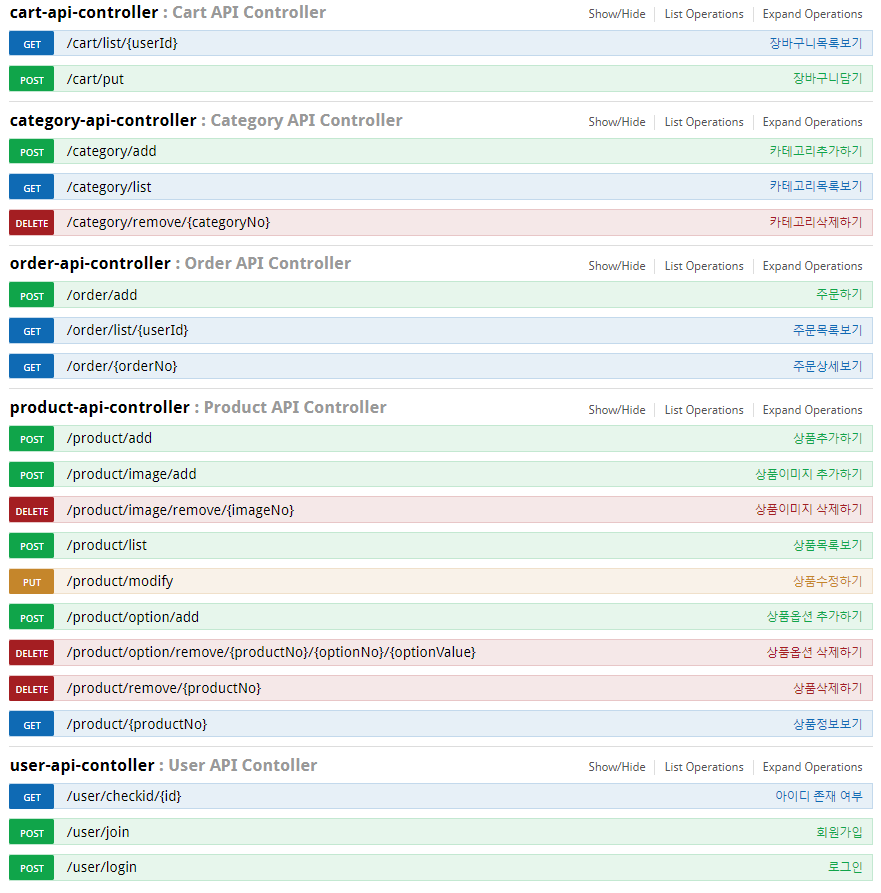 cart-api-controller : Cart API Controller Show/Hide List Operations Expand Operations
GET /cart/list/{userId} 장바구니목록보기
POST /cart/put 장바구니담기
category-api-controller : Category API Controller Show/Hide List Operations Expand Operations
POST /category/add 카테고리추가하기
GET /category/list 카테고리목록보기
DELETE /category/remove/{categoryNo} 카테고리삭제하기
order-api-controller : Order API Controller Show/Hide List Operations Expand Operations
POST /order/add 주문하기
GET /order/list/{userId} 주문목록보기
GET /order/{orderNo} 주문상세보기
product-api-controller : Product API Controller Show/Hide List Operations Expand Operations
POST /product/add 상품추가하기
POST /product/image/add 상품이미지 추가하기
DELETE /product/image/remove/{imageNo} 상품이미지 삭제하기
POST /product/list 상품목록보기
PUT /product/modify 상품수정하기
POST /product/option/add 상품옵션 추가하기
DELETE /product/option/remove/{productNo}/{optionNo}/{optionValue} 상품옵션 삭제하기
DELETE /product/remove/{productNo} 상품삭제하기
GET /product/{productNo} 상품정보보기
user-api-contoller : User API Contoller Show/Hide List Operations Expand Operations
GET /user/checkid/{id} 아이디 존재 여부
POST /user/join 회원가입
POST /user/login 로그인